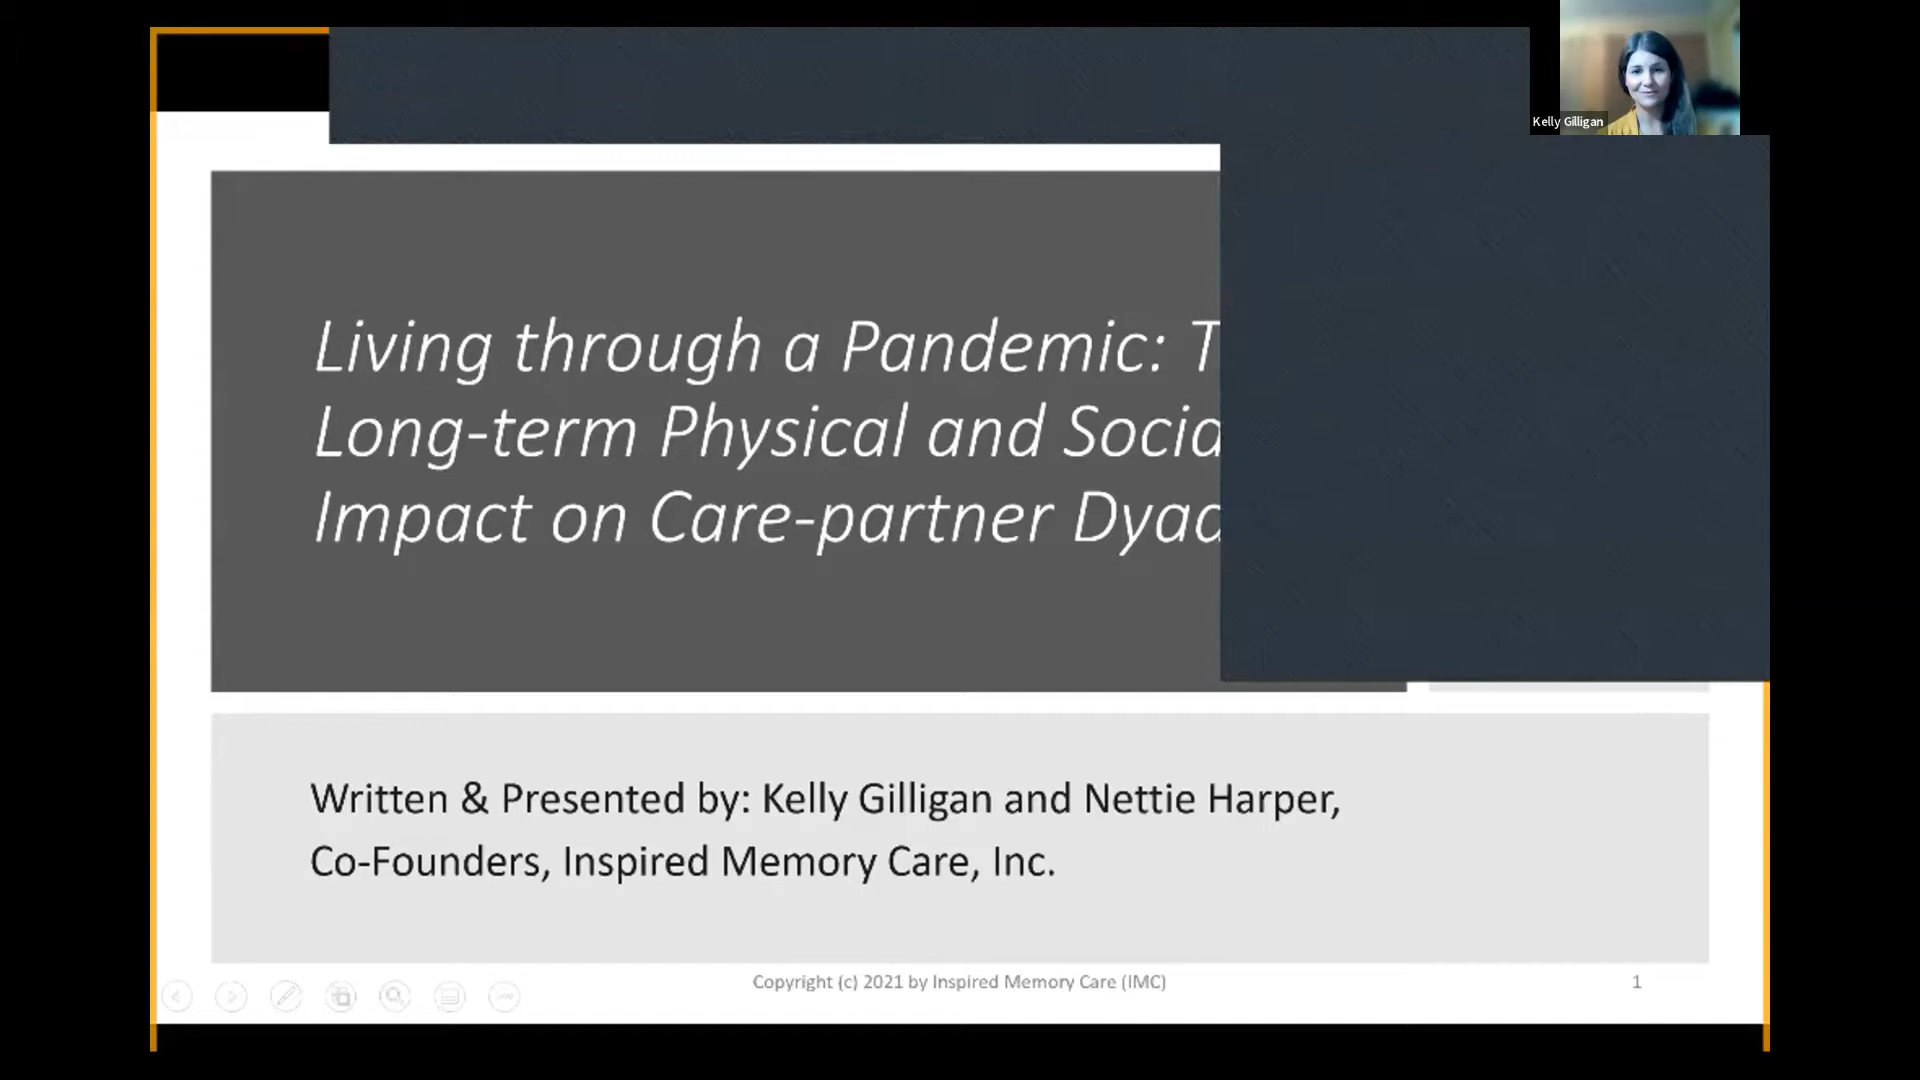 Kelly Gilligan
Living through a Pandemic: T
Long-term Physical and Socia
Impact on Care-partner Dyad
Written & Presented by: Kelly Gilligan and Nettie Harper,
Co-Founders, Inspired Memory Care, Inc.
Copyright (c) 2021 by Inspired Memory Care (IMC)
1